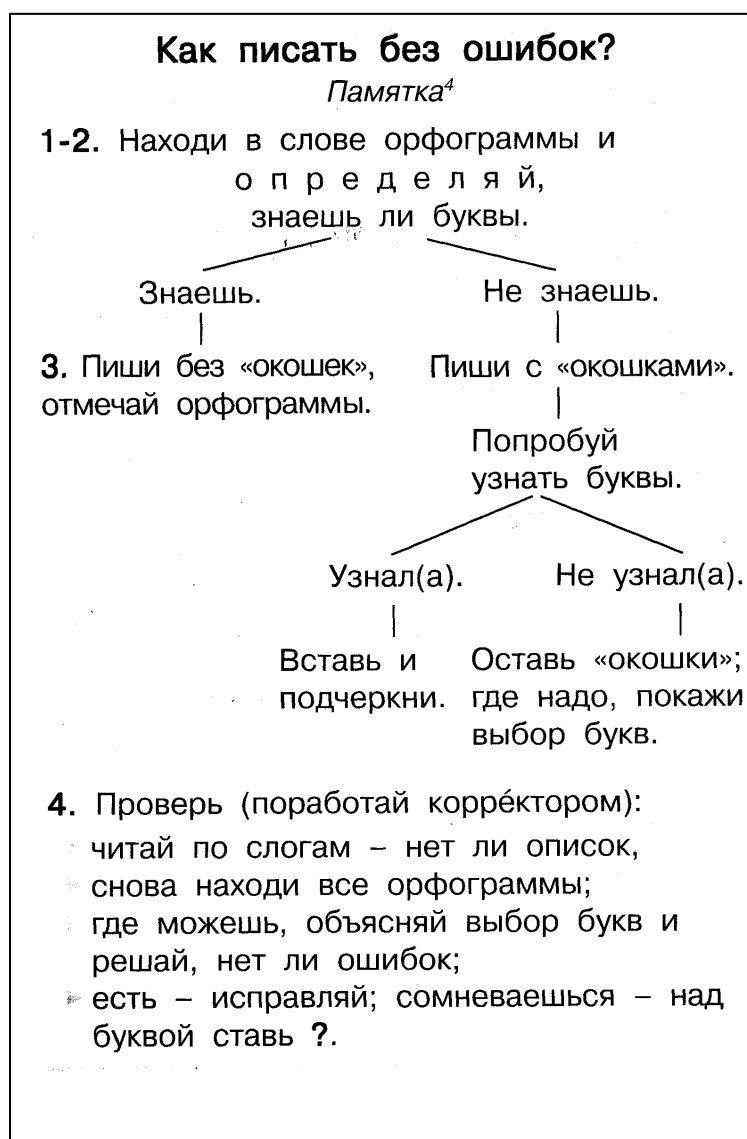 Как писать без ошибок?
Памятка⁴
1-2. Находи в слове орфограммы и
о п р е д е л я й,
знаешь ли буквы.
Знаешь. Не знаешь.
3. Пиши без «окошек», Пиши с «окошками».
отмечай орфограммы.
Попробуй
узнать буквы.
Узнал(а). Не узнал(а).
Вставь и Оставь «окошки»;
подчеркни. где надо, покажи
выбор букв.
4. Проверь (поработай корре́ктором):
читай по слогам – нет ли описок,
снова находи все орфограммы;
где можешь, объясняй выбор букв и
решай, нет ли ошибок;
есть – исправляй; сомневаешься – над
буквой ставь ?.